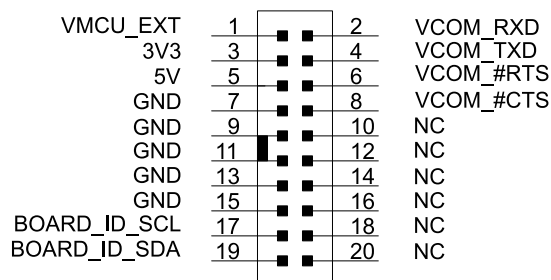 VMCU_EXT 1 2 VCOM_RXD
3V3 3 4 VCOM_TXD
5V 5 6 VCOM_#RTS
GND 7 8 VCOM_#CTS
GND 9 10 NC
GND 11 12 NC
GND 13 14 NC
GND 15 16 NC
BOARD_ID_SCL 17 18 NC
BOARD_ID_SDA 19 20 NC